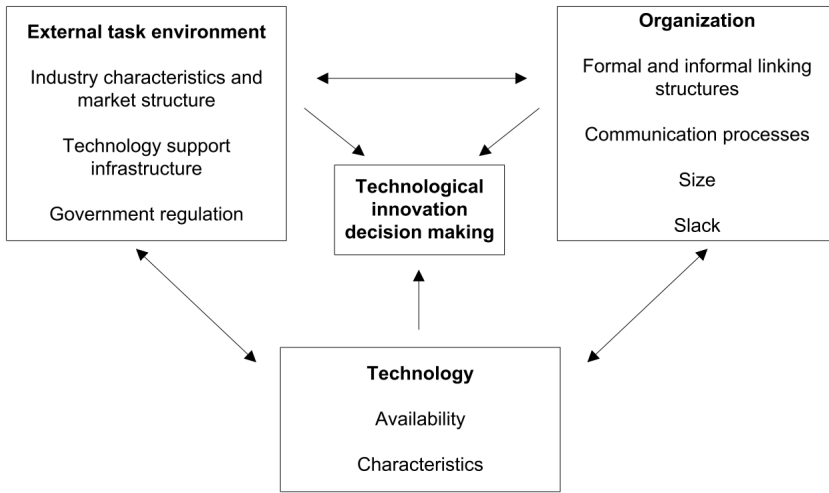 External task environment
Industry characteristics and
market structure
Technology support
infrastructure
Government regulation
Organization
Formal and informal linking
structures
Communication processes
Size
Slack
Technological
innovation
decision making
Technology
Availability
Characteristics